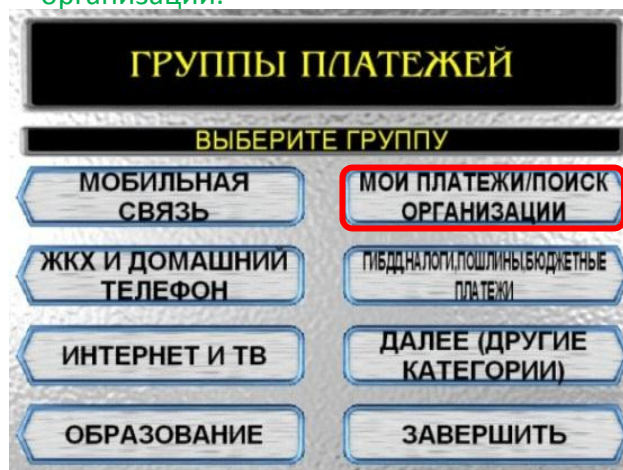 организации.
ГРУППЫ ПЛАТЕЖЕЙ
ВЫБЕРИТЕ ГРУППУ
МОБИЛЬНАЯ
СВЯЗЬ
МОИ ПЛАТЕЖИ/ПОИСК
ОРГАНИЗАЦИИ
ЖКХ И ДОМАШНИЙ
ТЕЛЕФОН
ГИБДД,НАЛОГИ,ПОШЛИНЫ,БЮДЖЕТНЫЕ
ПЛАТЕЖИ
ИНТЕРНЕТ И ТВ
ДАЛЕЕ (ДРУГИЕ
КАТЕГОРИИ)
ОБРАЗОВАНИЕ
ЗАВЕРШИТЬ